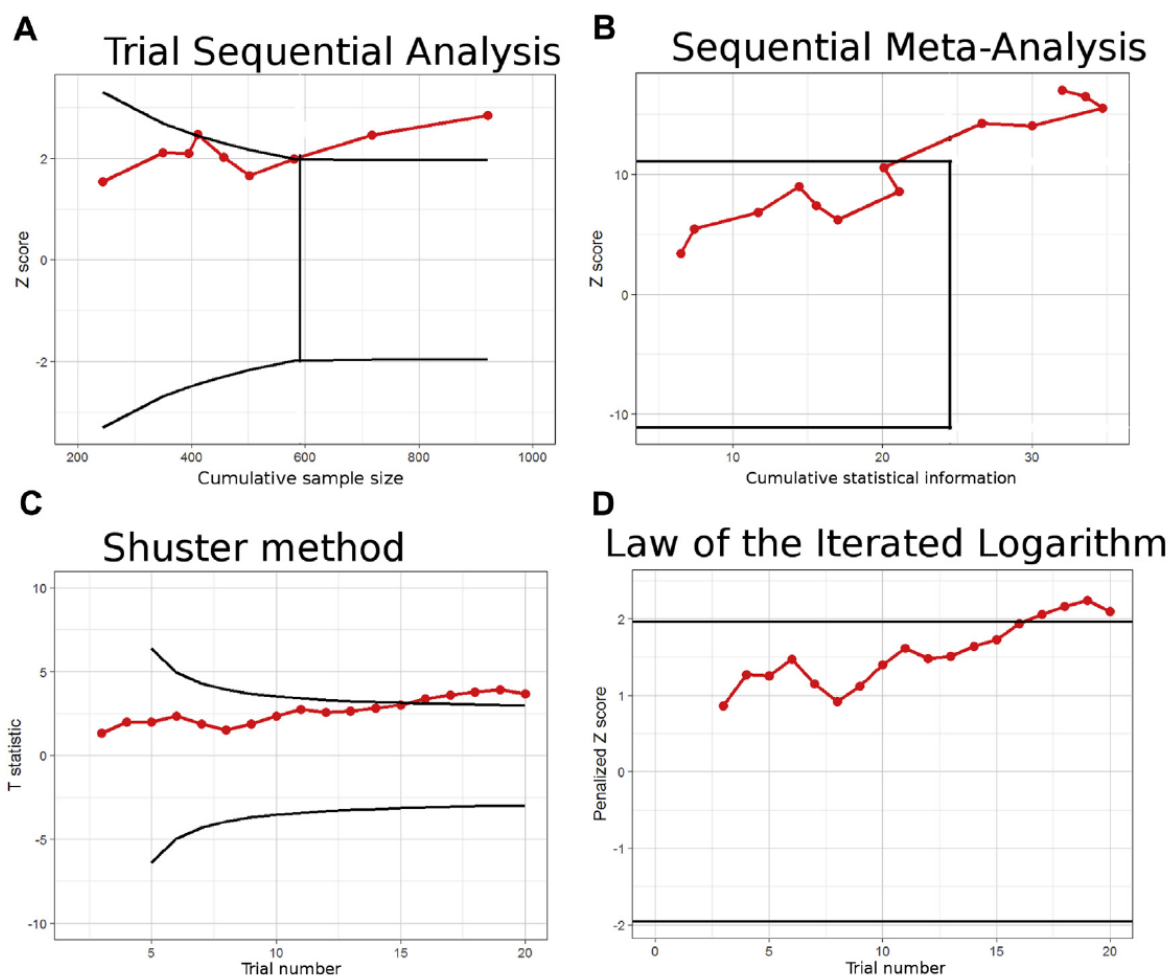 A
Trial Sequential Analysis
Z score
2
0
-2
200
400
600
800
1000
Cumulative sample size
B
Sequential Meta-Analysis
Z score
10
0
-10
10
20
30
Cumulative statistical information
C
Shuster method
T statistic
10
5
0
-5
-10
5
10
15
20
Trial number
D
Law of the Iterated Logarithm
Penalized Z score
2
1
0
-1
-2
0
5
10
15
20
Trial number